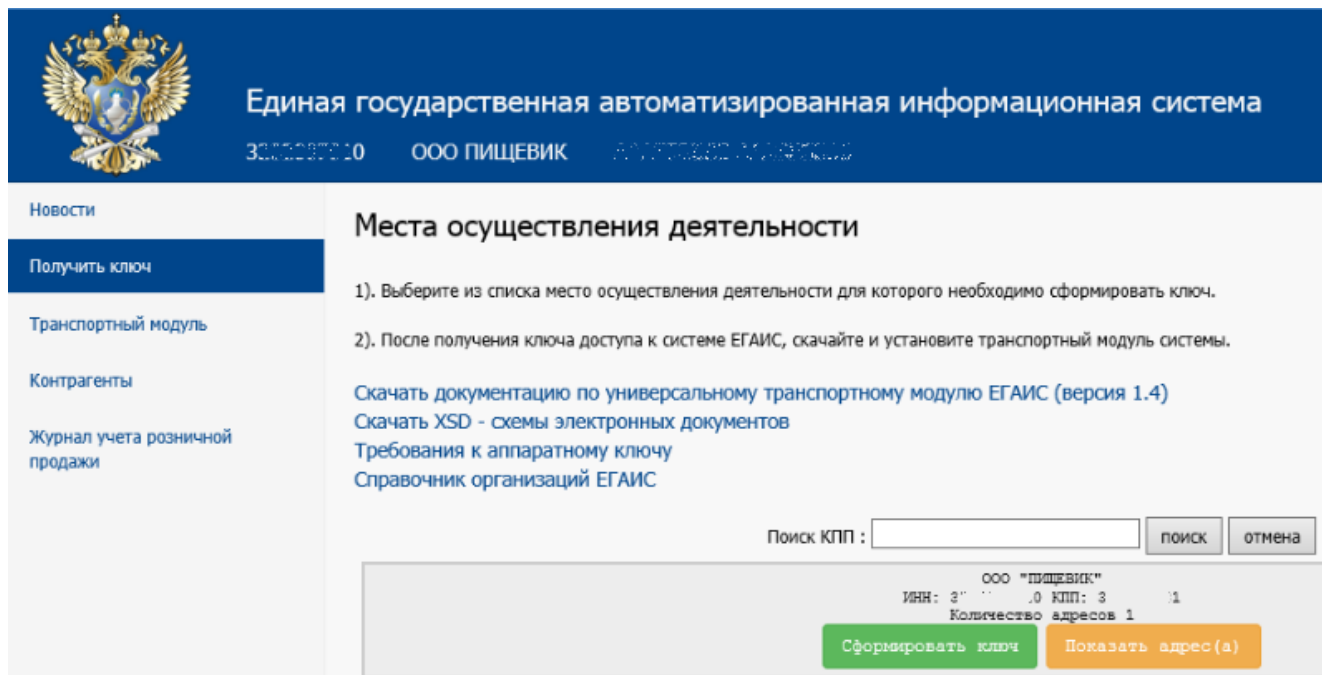 Единая государственная автоматизированная информационная система
ООО ПИЩЕВИК
Новости
Получить ключ
Транспортный модуль
Контрагенты
Журнал учета розничной
продажи
Места осуществления деятельности
1). Выберите из списка место осуществления деятельности для которого необходимо сформировать ключ.
2). После получения ключа доступа к системе ЕГАИС, скачайте и установите транспортный модуль системы.
Скачать документацию по универсальному транспортному модулю ЕГАИС (версия 1.4)
Скачать XSD - схемы электронных документов
Требования к аппаратному ключу
Справочник организаций ЕГАИС
Поиск КПП : поиск отмена
ООО "ПИЩЕВИК"
ИНН: КПП:
Количество адресов 1
Сформировать ключ Показать адрес(а)